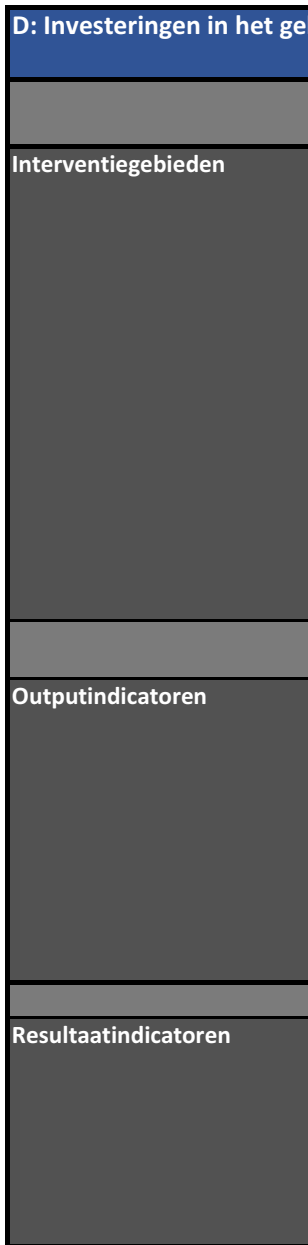 D: Investeringen in het ge
Interventiegebieden
Outputindicatoren
Resultaatindicatoren